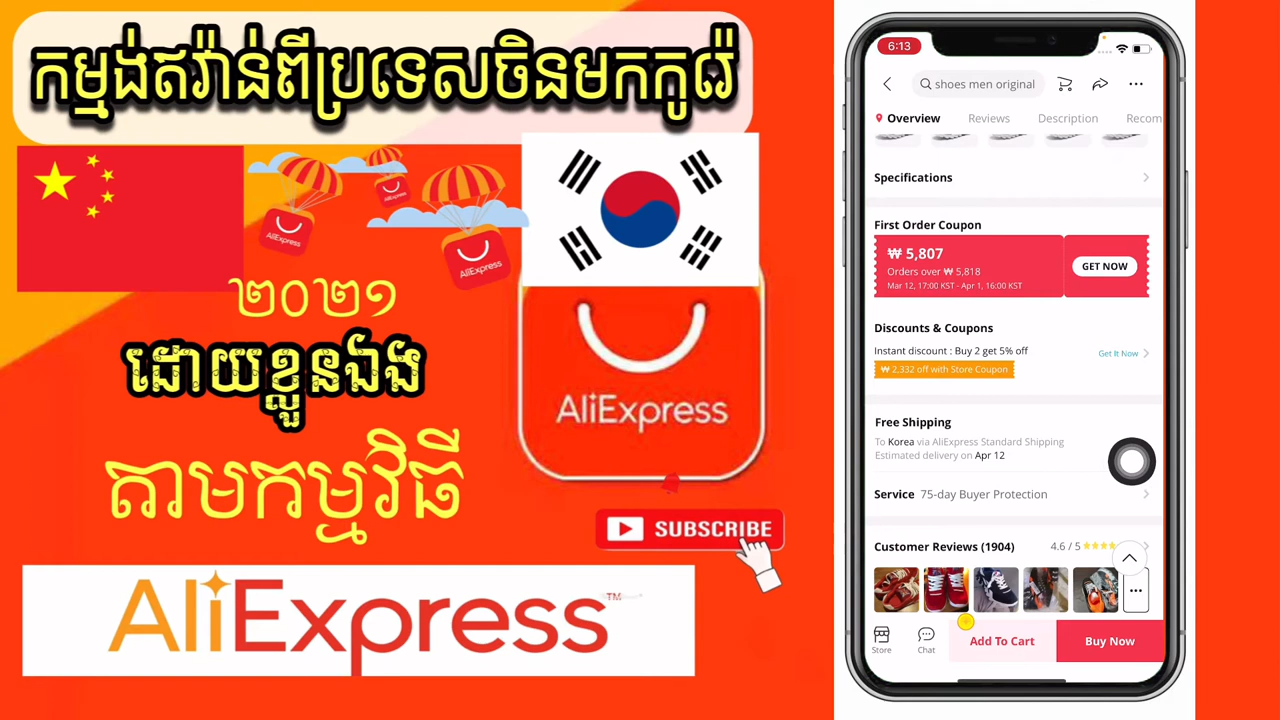 កម្មង់ឥវ៉ាន់ពីប្រទេសចិនមកកូរ៉េ
AliExpress
AliExpress
AliExpress
២០២១
ដោយខ្លួនឯង
តាមកម្មវិធី
AliExpress
SUBSCRIBE
AliExpress™
6:13
shoes men original
Overview Reviews Description Recom
Specifications
First Order Coupon
₩ 5,807
Orders over ₩ 5,818
Mar 12, 17:00 KST - Apr 1, 16:00 KST
GET NOW
Discounts & Coupons
Instant discount : Buy 2 get 5% off
Get It Now
₩ 2,332 off with Store Coupon
Free Shipping
To Korea via AliExpress Standard Shipping
Estimated delivery on Apr 12
Service 75-day Buyer Protection
Customer Reviews (1904) 4.6 / 5
Store Chat Add To Cart Buy Now